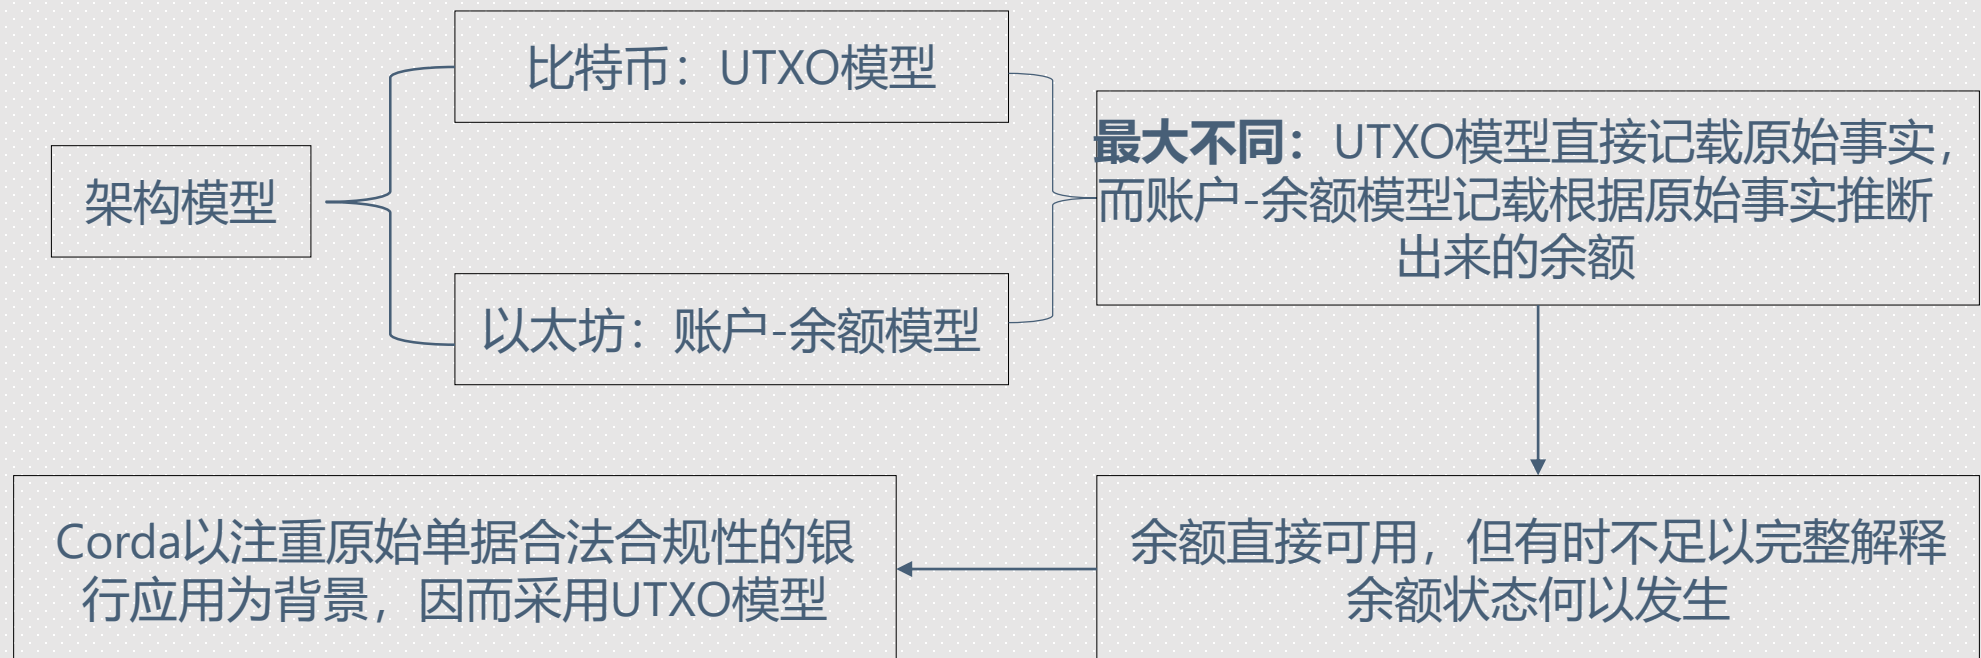 架构模型
比特币：UTXO模型
以太坊：账户-余额模型
最大不同：UTXO模型直接记载原始事实，
而账户-余额模型记载根据原始事实推断
出来的余额
余额直接可用，但有时不足以完整解释
余额状态何以发生
Corda以注重原始单据合法合规性的银
行应用为背景，因而采用UTXO模型